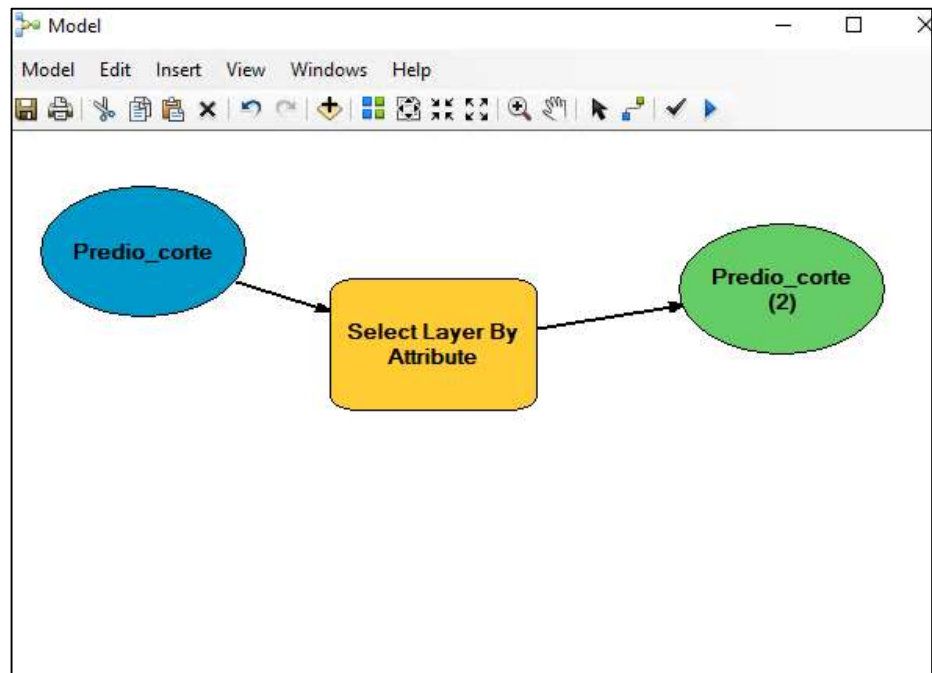 Model
Model Edit Insert View Windows Help
Predio_corte
Select Layer By
Attribute
Predio_corte
(2)